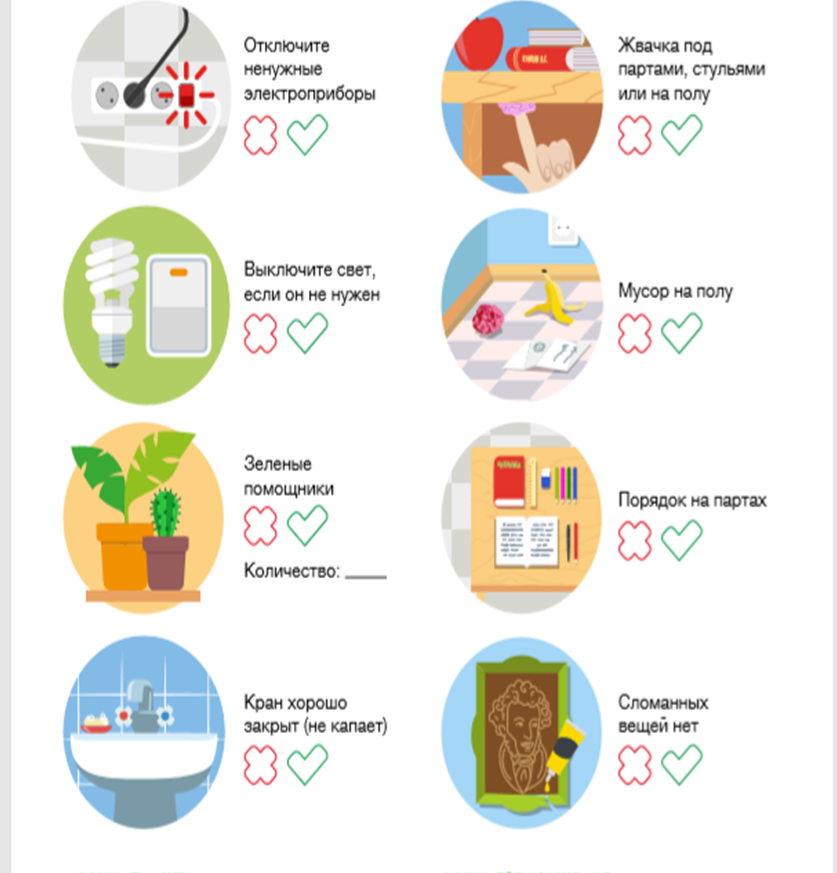 Отключите
ненужные
электроприборы
Жвачка под
партами, стульями
или на полу
Выключите свет,
если он не нужен
Мусор на полу
Зеленые
помощники
Количество: ____
Порядок на партах
Кран хорошо
закрыт (не капает)
Сломанных
вещей нет